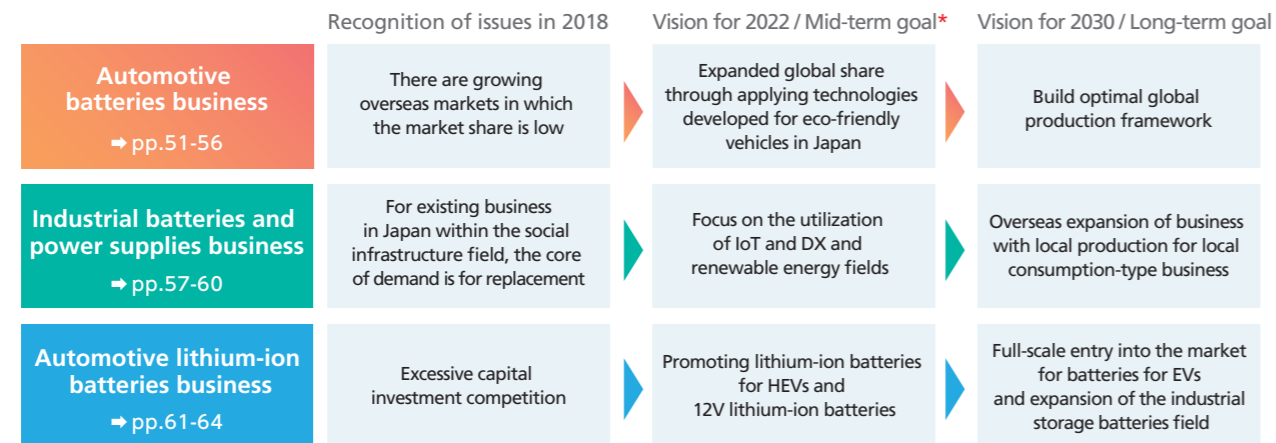 Recognition of issues in 2018
Vision for 2022 / Mid-term goal*
Vision for 2030 / Long-term goal
Automotive
batteries business
➡ pp.51-56
There are growing
overseas markets in which
the market share is low
Expanded global share
through applying technologies
developed for eco-friendly
vehicles in Japan
Build optimal global
production framework
Industrial batteries and
power supplies business
➡ pp.57-60
For existing business
in Japan within the social
infrastructure field, the core
of demand is for replacement
Focus on the utilization
of IoT and DX and
renewable energy fields
Overseas expansion of business
with local production for local
consumption-type business
Automotive lithium-ion
batteries business
➡ pp.61-64
Excessive capital
investment competition
Promoting lithium-ion batteries
for HEVs and
12V lithium-ion batteries
Full-scale entry into the market
for batteries for EVs
and expansion of the industrial
storage batteries field